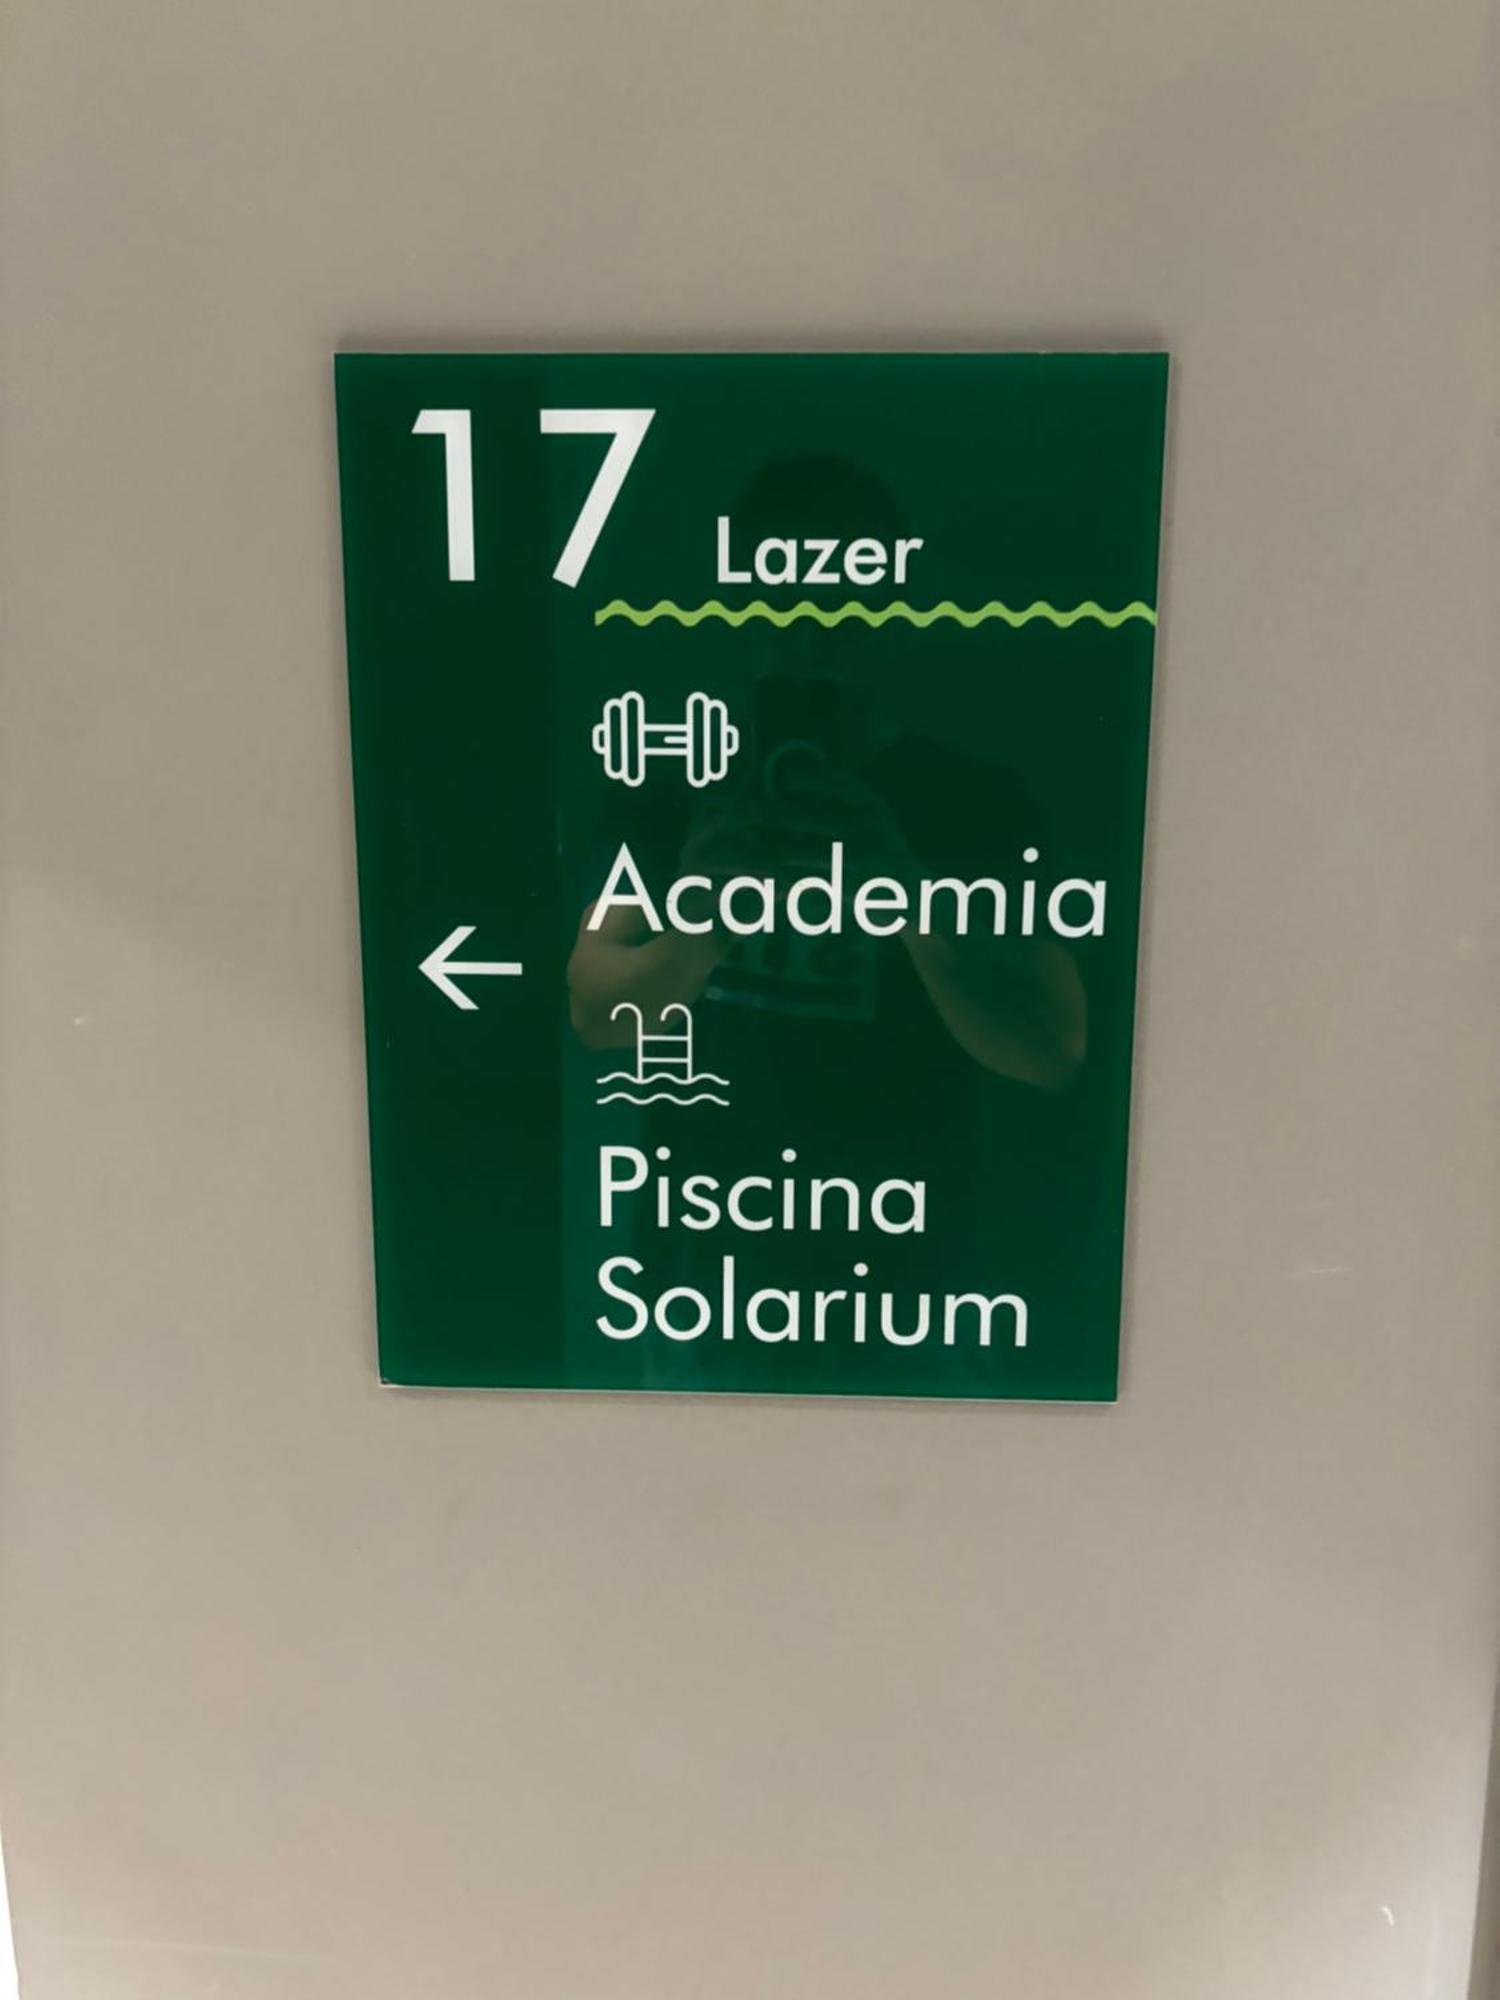 17 Lazer
Academia
Piscina
Solarium